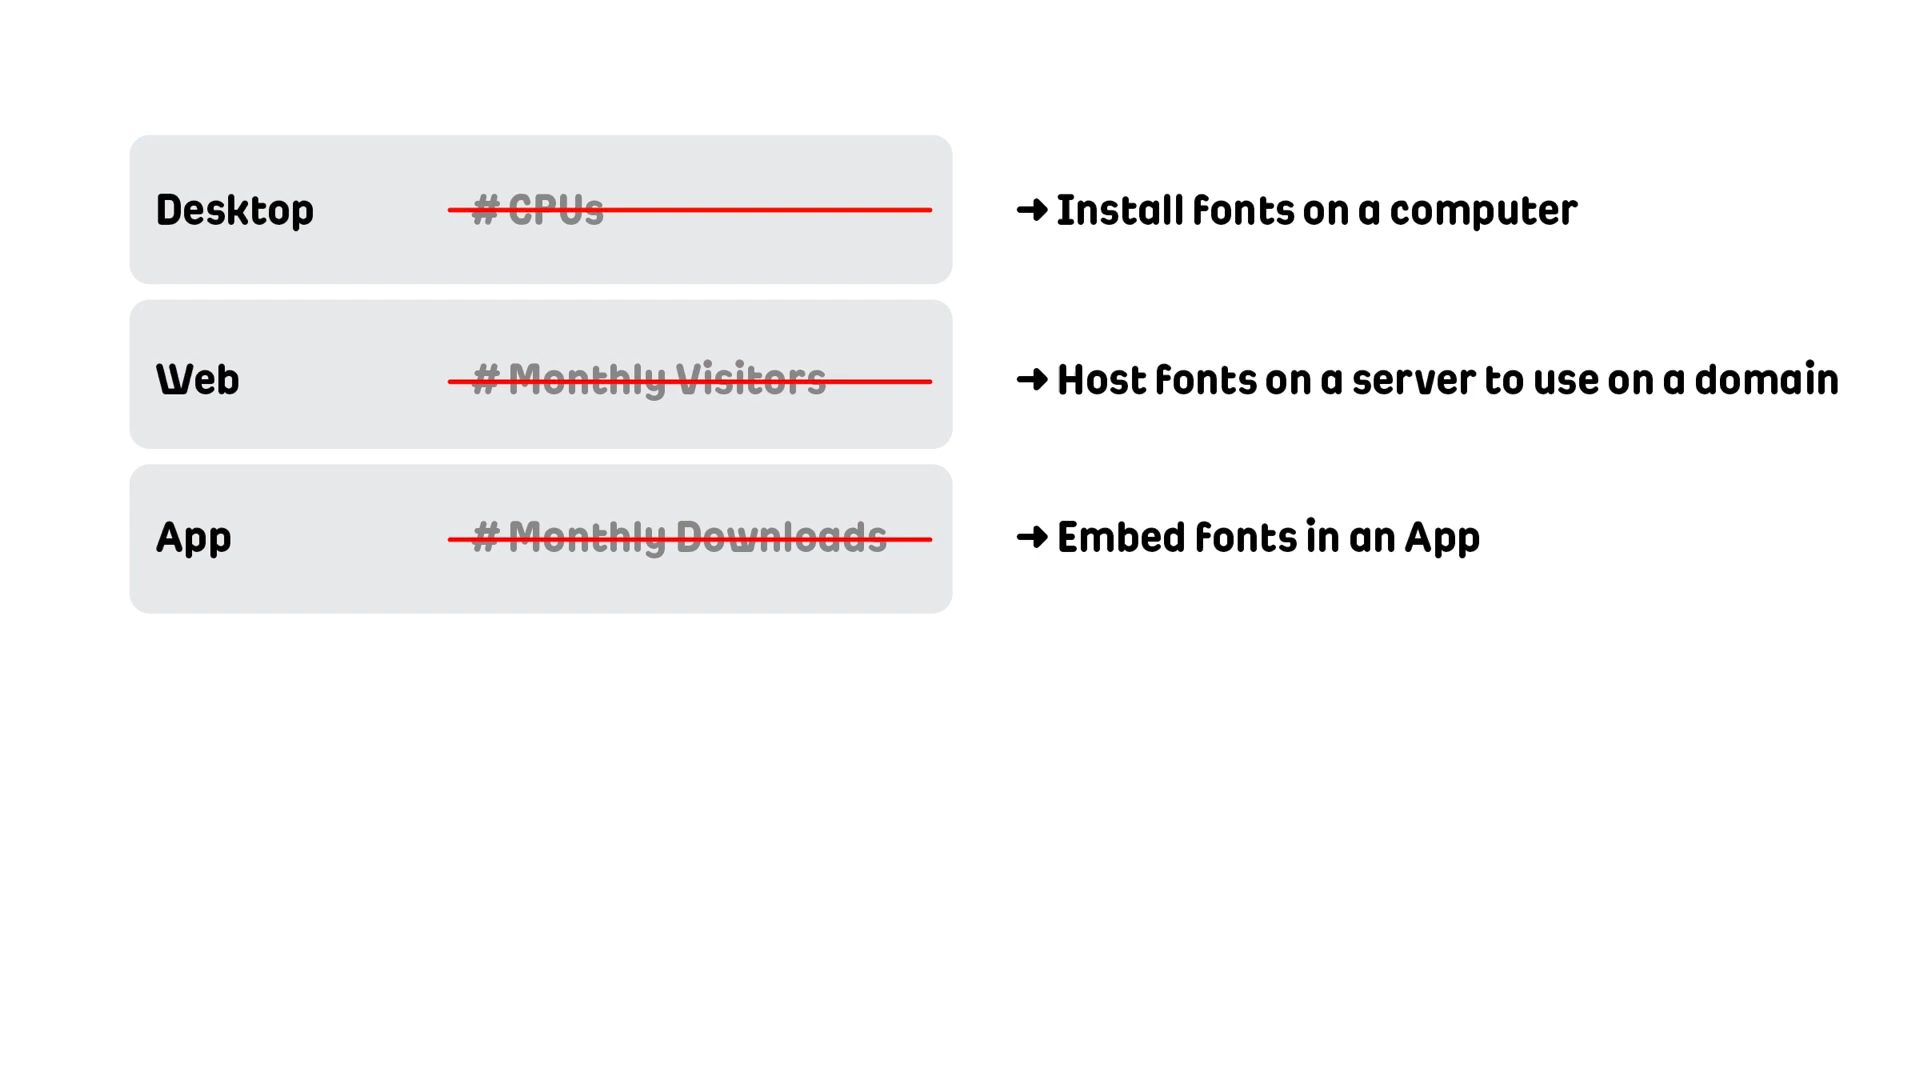 Desktop # CPUs → Install fonts on a computer
Web # Monthly Visitors → Host fonts on a server to use on a domain
App # Monthly Downloads → Embed fonts in an App